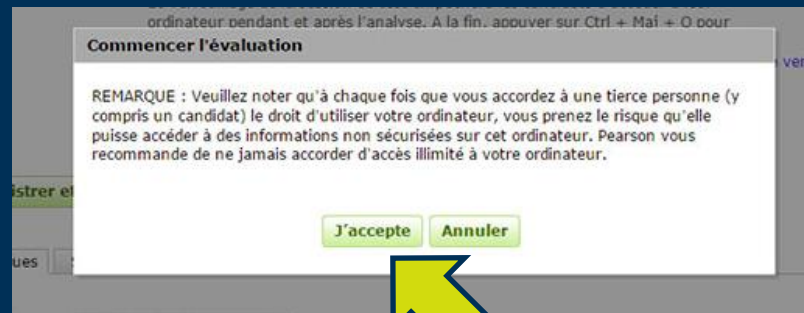 ordinateur pendant et après l'analyse. A la fin, appuyer sur Ctrl + Maj + Q pour
Commencer l'évaluation
ver
REMARQUE : Veuillez noter qu'à chaque fois que vous accordez à une tierce personne (y
compris un candidat) le droit d'utiliser votre ordinateur, vous prenez le risque qu'elle
puisse accéder à des informations non sécurisées sur cet ordinateur. Pearson vous
recommande de ne jamais accorder d'accès illimité à votre ordinateur.
istrer et
J'accepte Annuler
ues